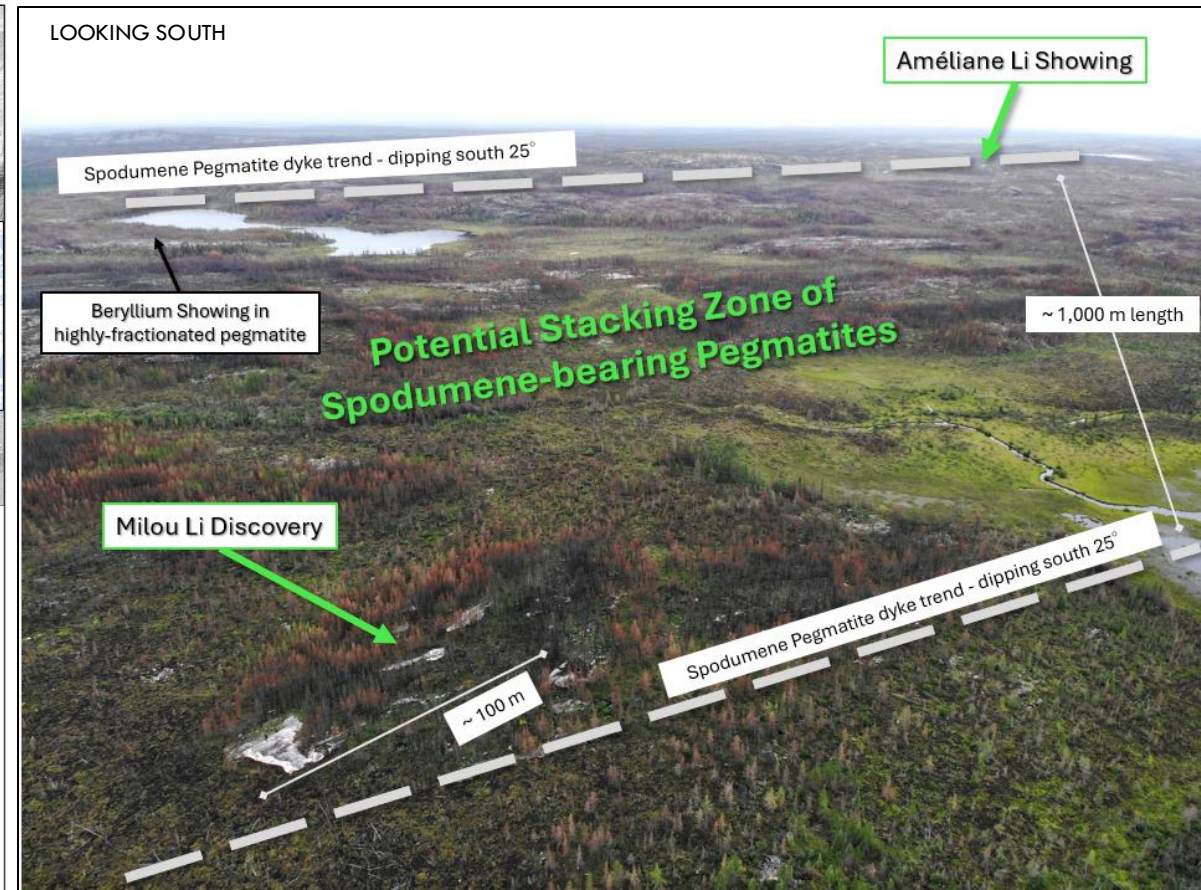 LOOKING SOUTH
Améliane Li Showing
Spodumene Pegmatite dyke trend - dipping south 25°
Beryllium Showing in
highly-fractionated pegmatite
~ 1,000 m length
Potential Stacking Zone of
Spodumene-bearing Pegmatites
Milou Li Discovery
Spodumene Pegmatite dyke trend - dipping south 25°
~ 100 m